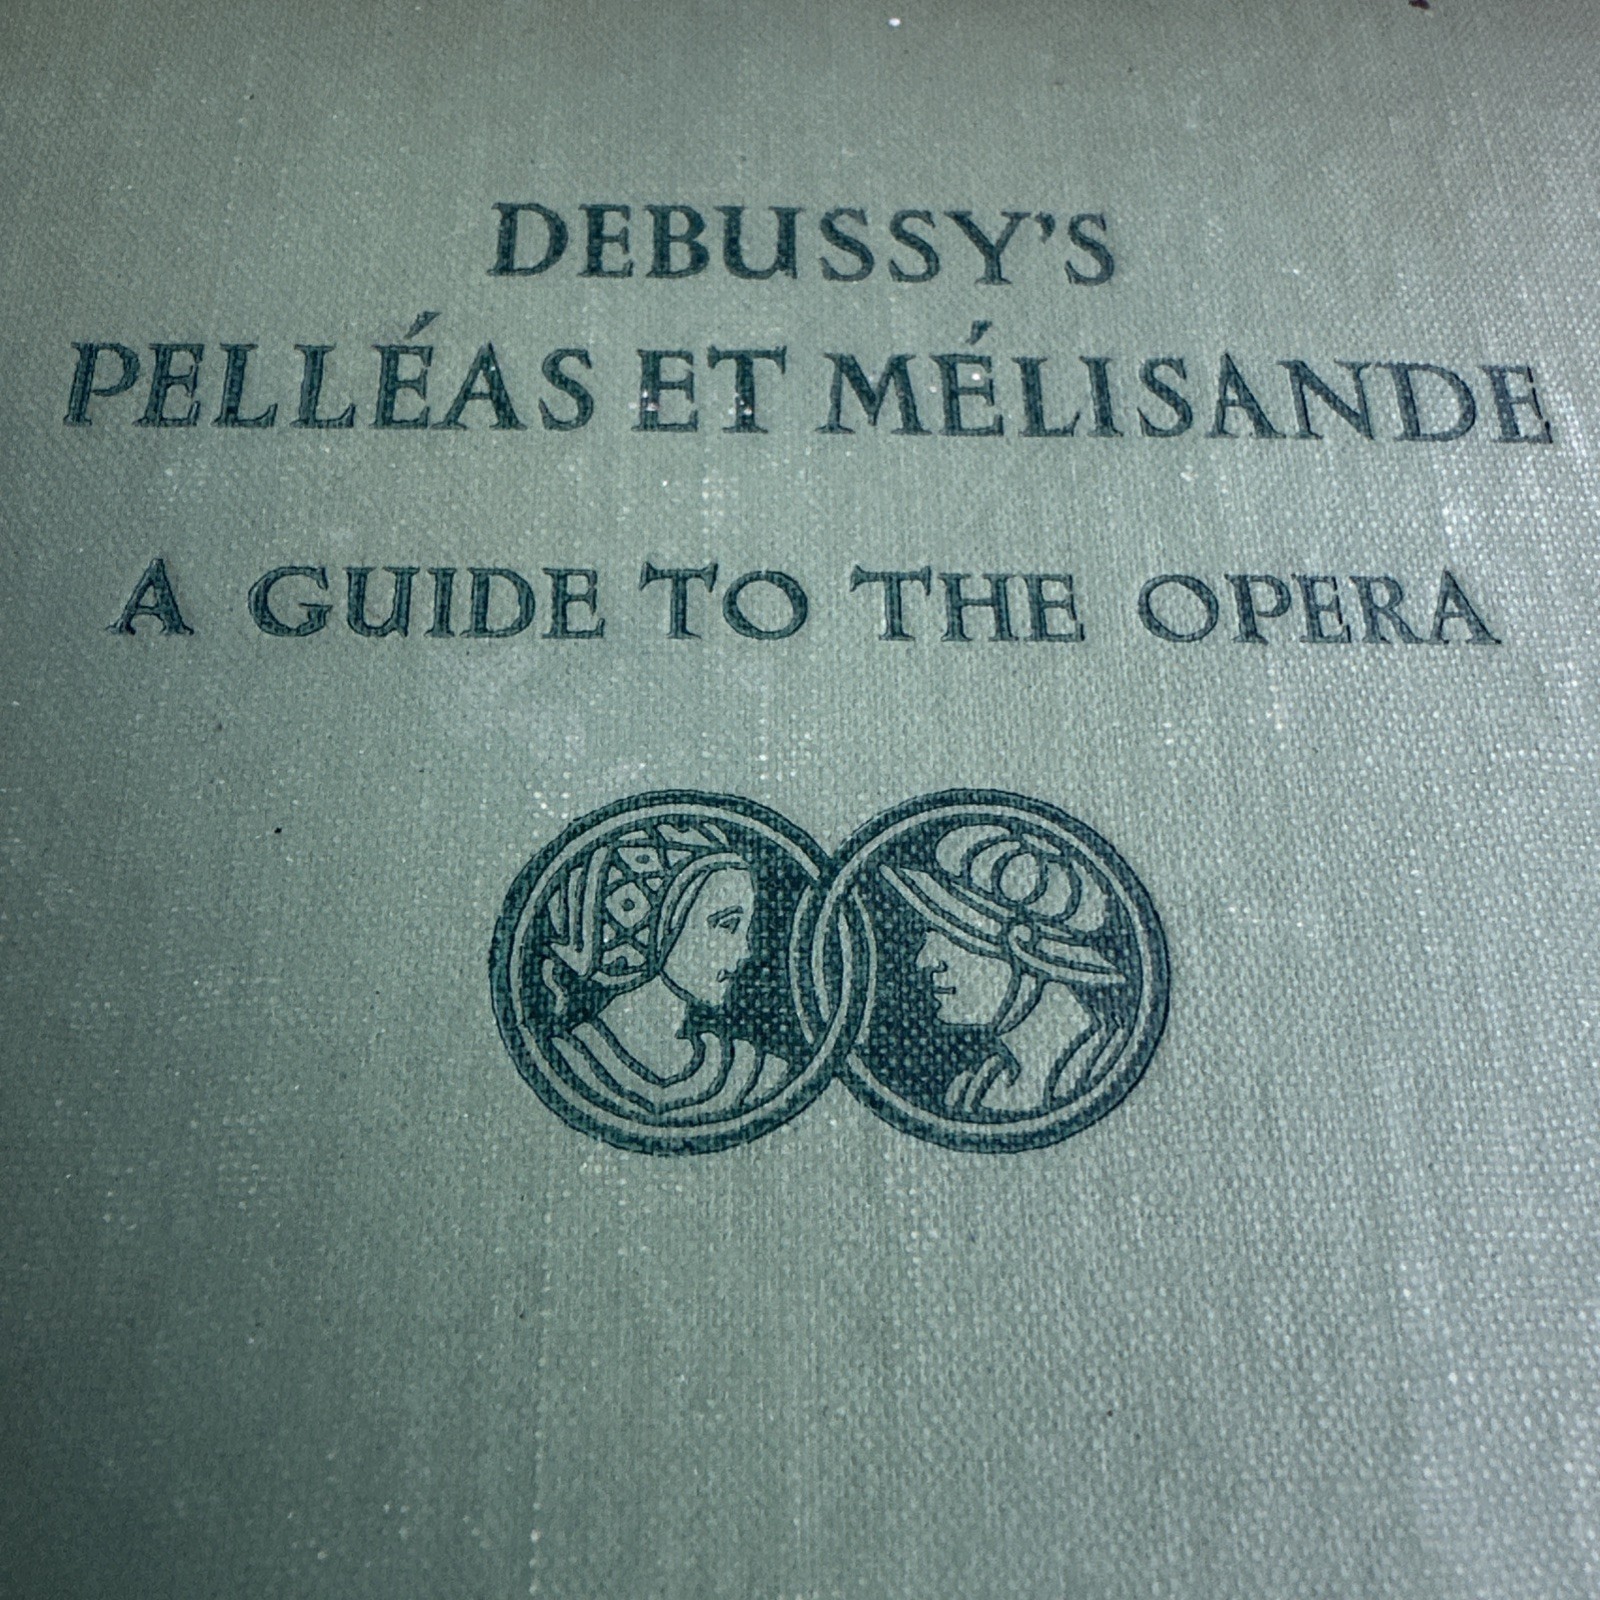 DEBUSSY'S
PELLÉAS ET MÉLISANDE
A GUIDE TO THE OPERA